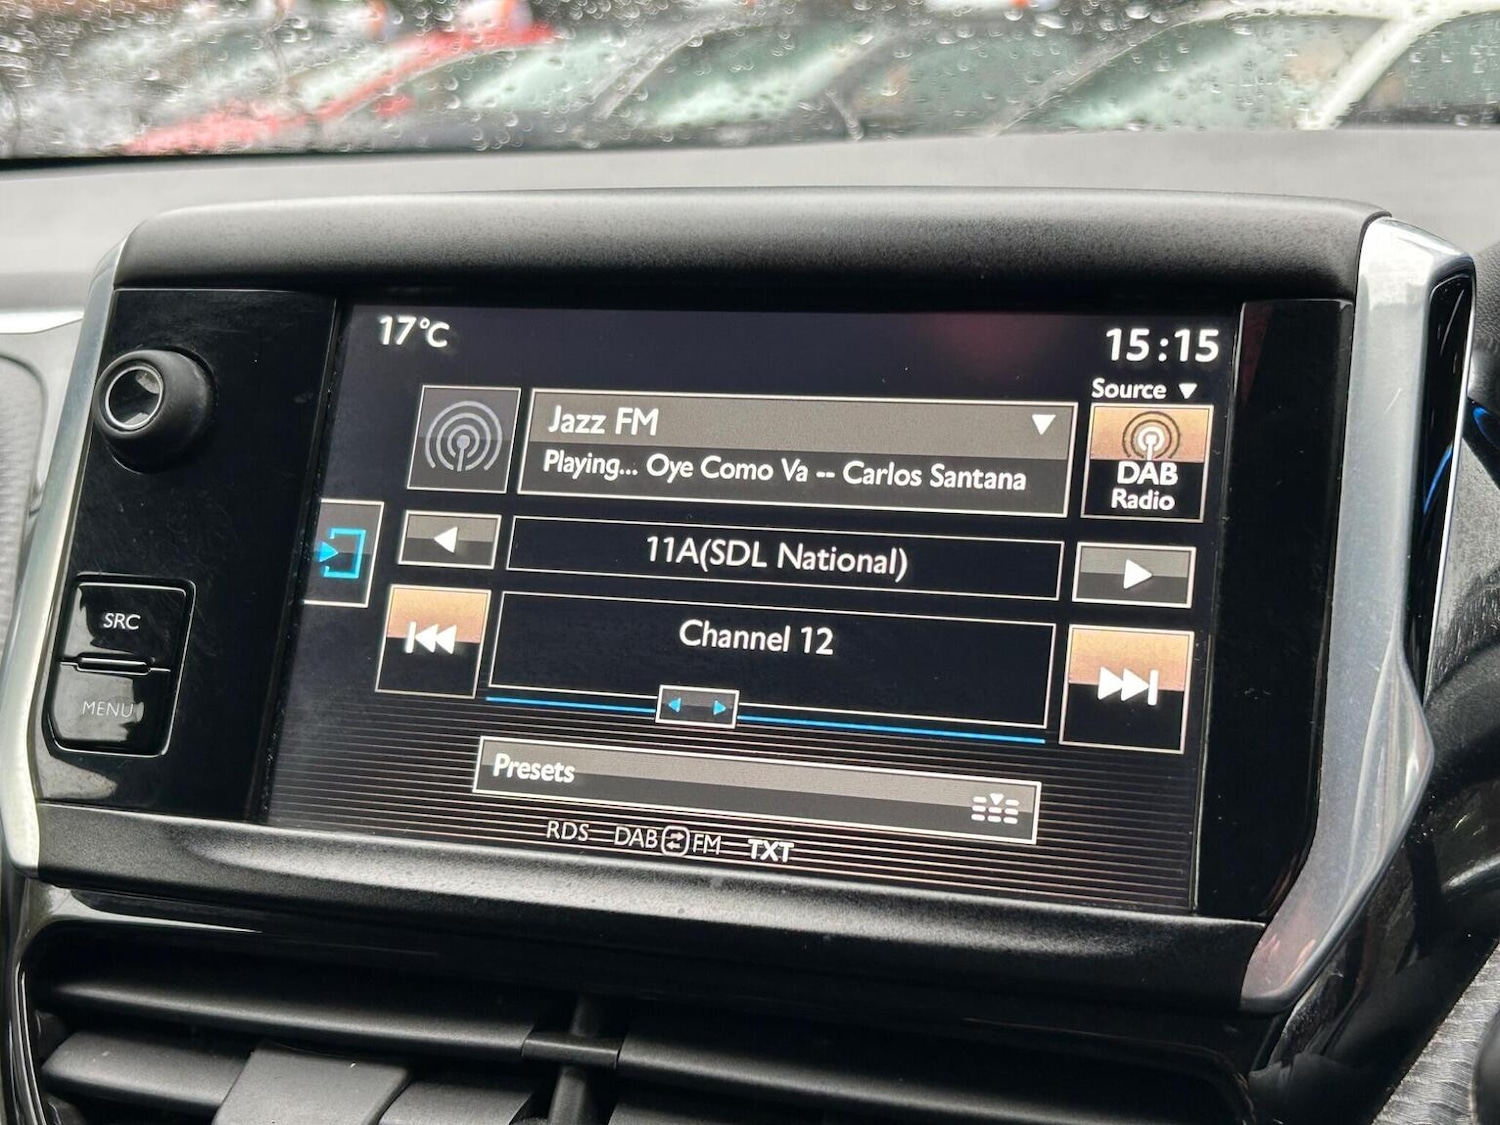 17°C
15:15
Source
Jazz FM
Playing... Oye Como Va -- Carlos Santana
DAB
Radio
11A(SDL National)
SRC
Channel 12
MENU
Presets
RDS DAB FM TXT